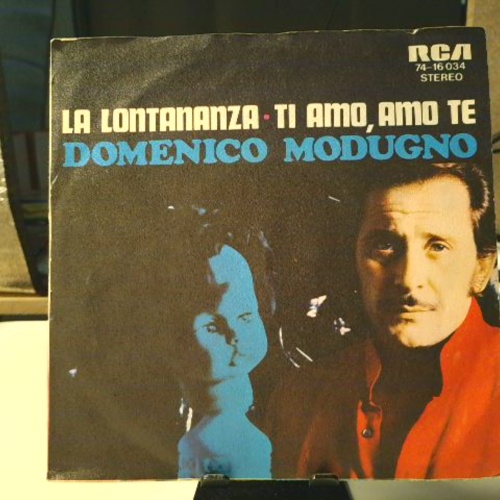 RCA
74-16 034
STEREO
LA LONTANANZA · TI AMO, AMO TE
DOMENICO MODUGNO